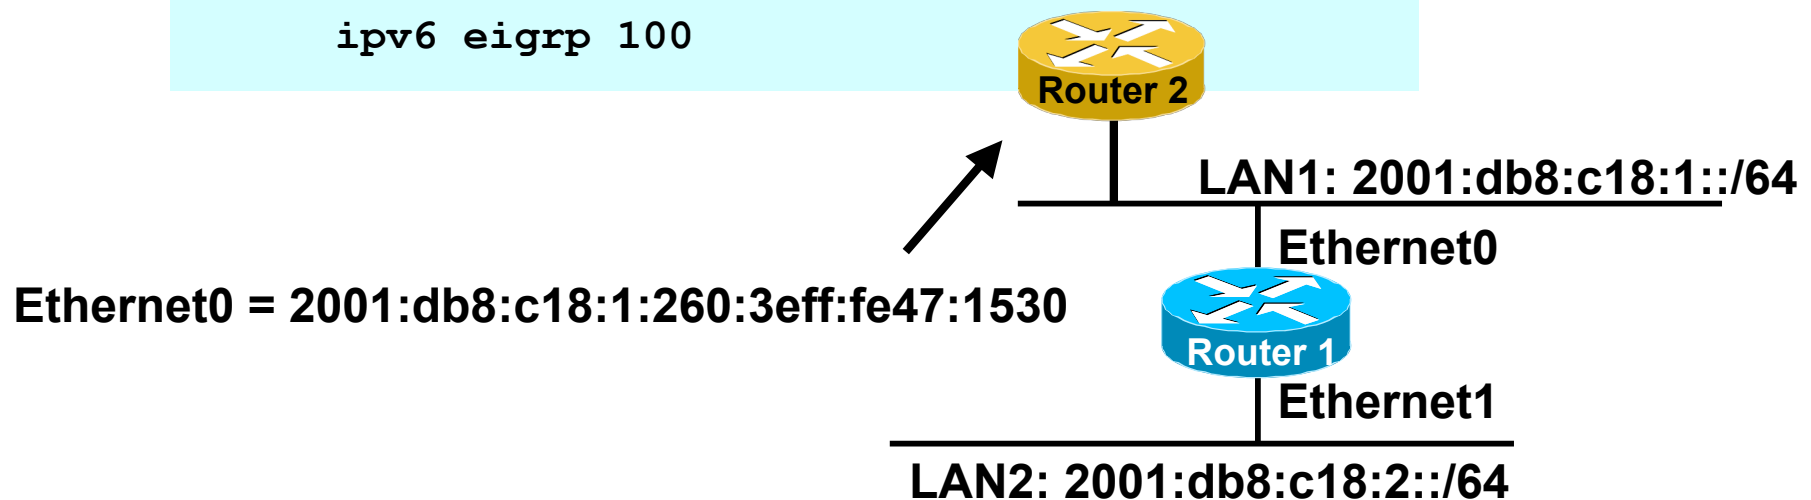 ipv6 eigrp 100
Router 2
LAN1: 2001:db8:c18:1::/64
Ethernet0
Ethernet0 = 2001:db8:c18:1:260:3eff:fe47:1530
Router 1
Ethernet1
LAN2: 2001:db8:c18:2::/64